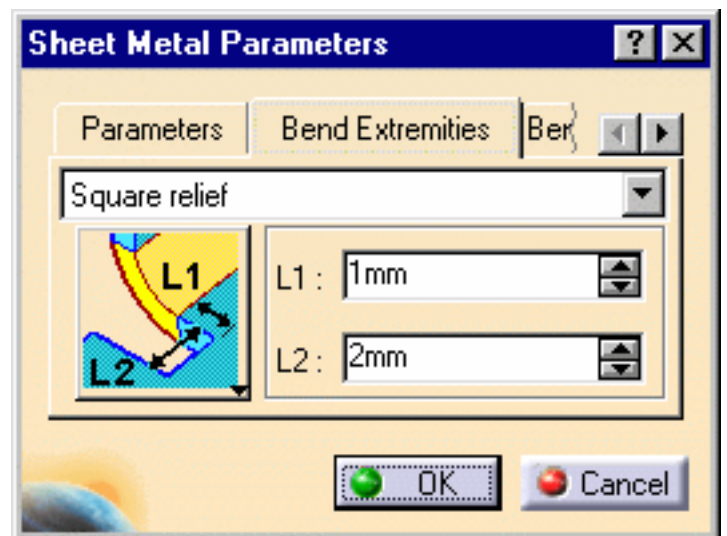 Sheet Metal Parameters
Parameters Bend Extremities Ber
Square relief
L1
L2
L1 : 1mm
L2 : 2mm
OK Cancel